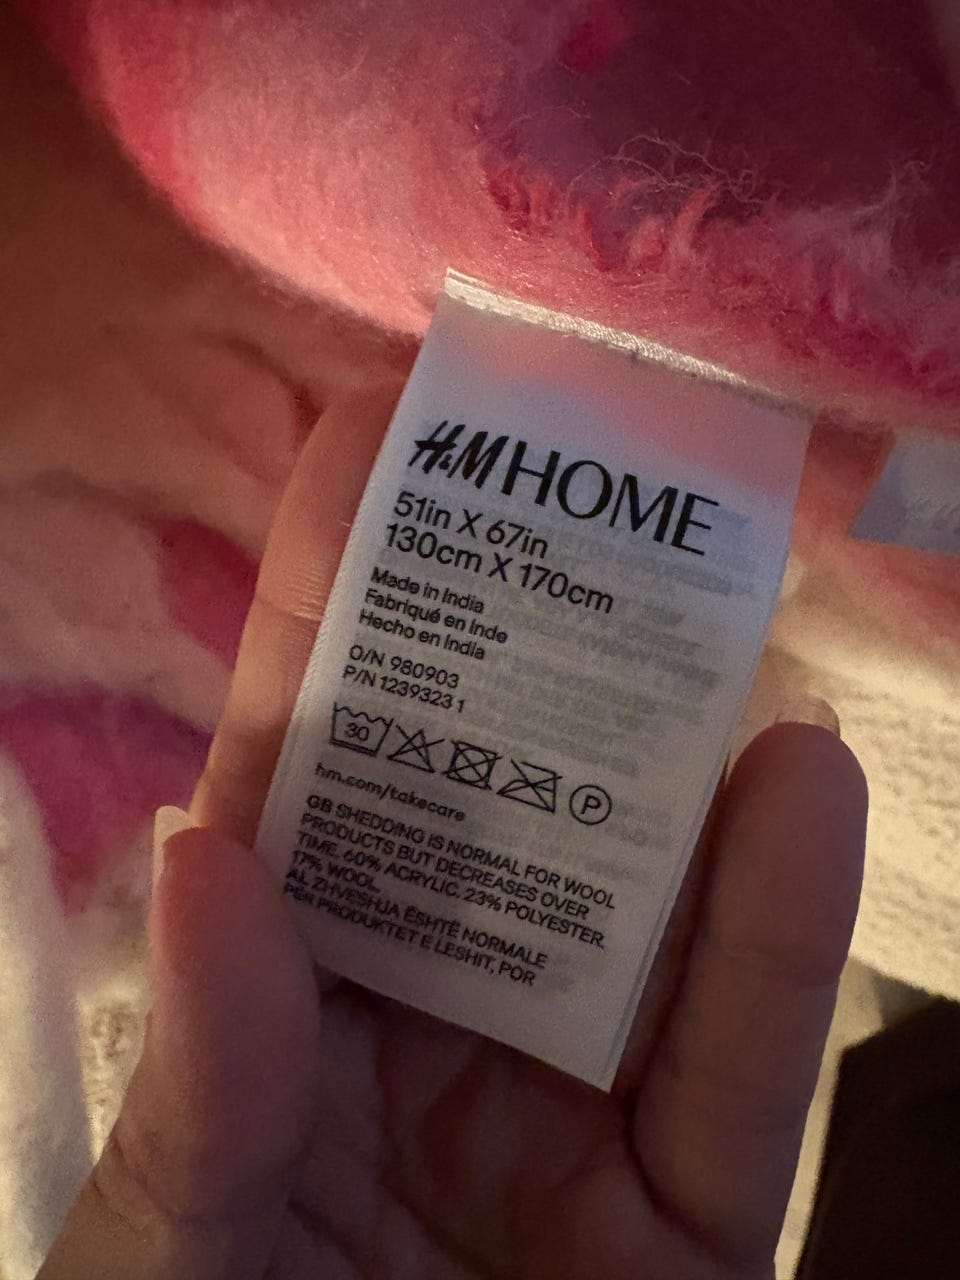 H&M HOME
51in X 67in
130cm X 170cm
Made in India
Fabriqué en Inde
Hecho en India
O/N 980903
P/N 1239323 1
30
P
hm.com/takecare
GB SHEDDING IS NORMAL FOR WOOL
PRODUCTS BUT DECREASES OVER
TIME. 60% ACRYLIC. 23% POLYESTER.
17% WOOL.
AL ZHVESHJA ËSHTË NORMALE
PËR PRODUKTET E LESHIT, POR